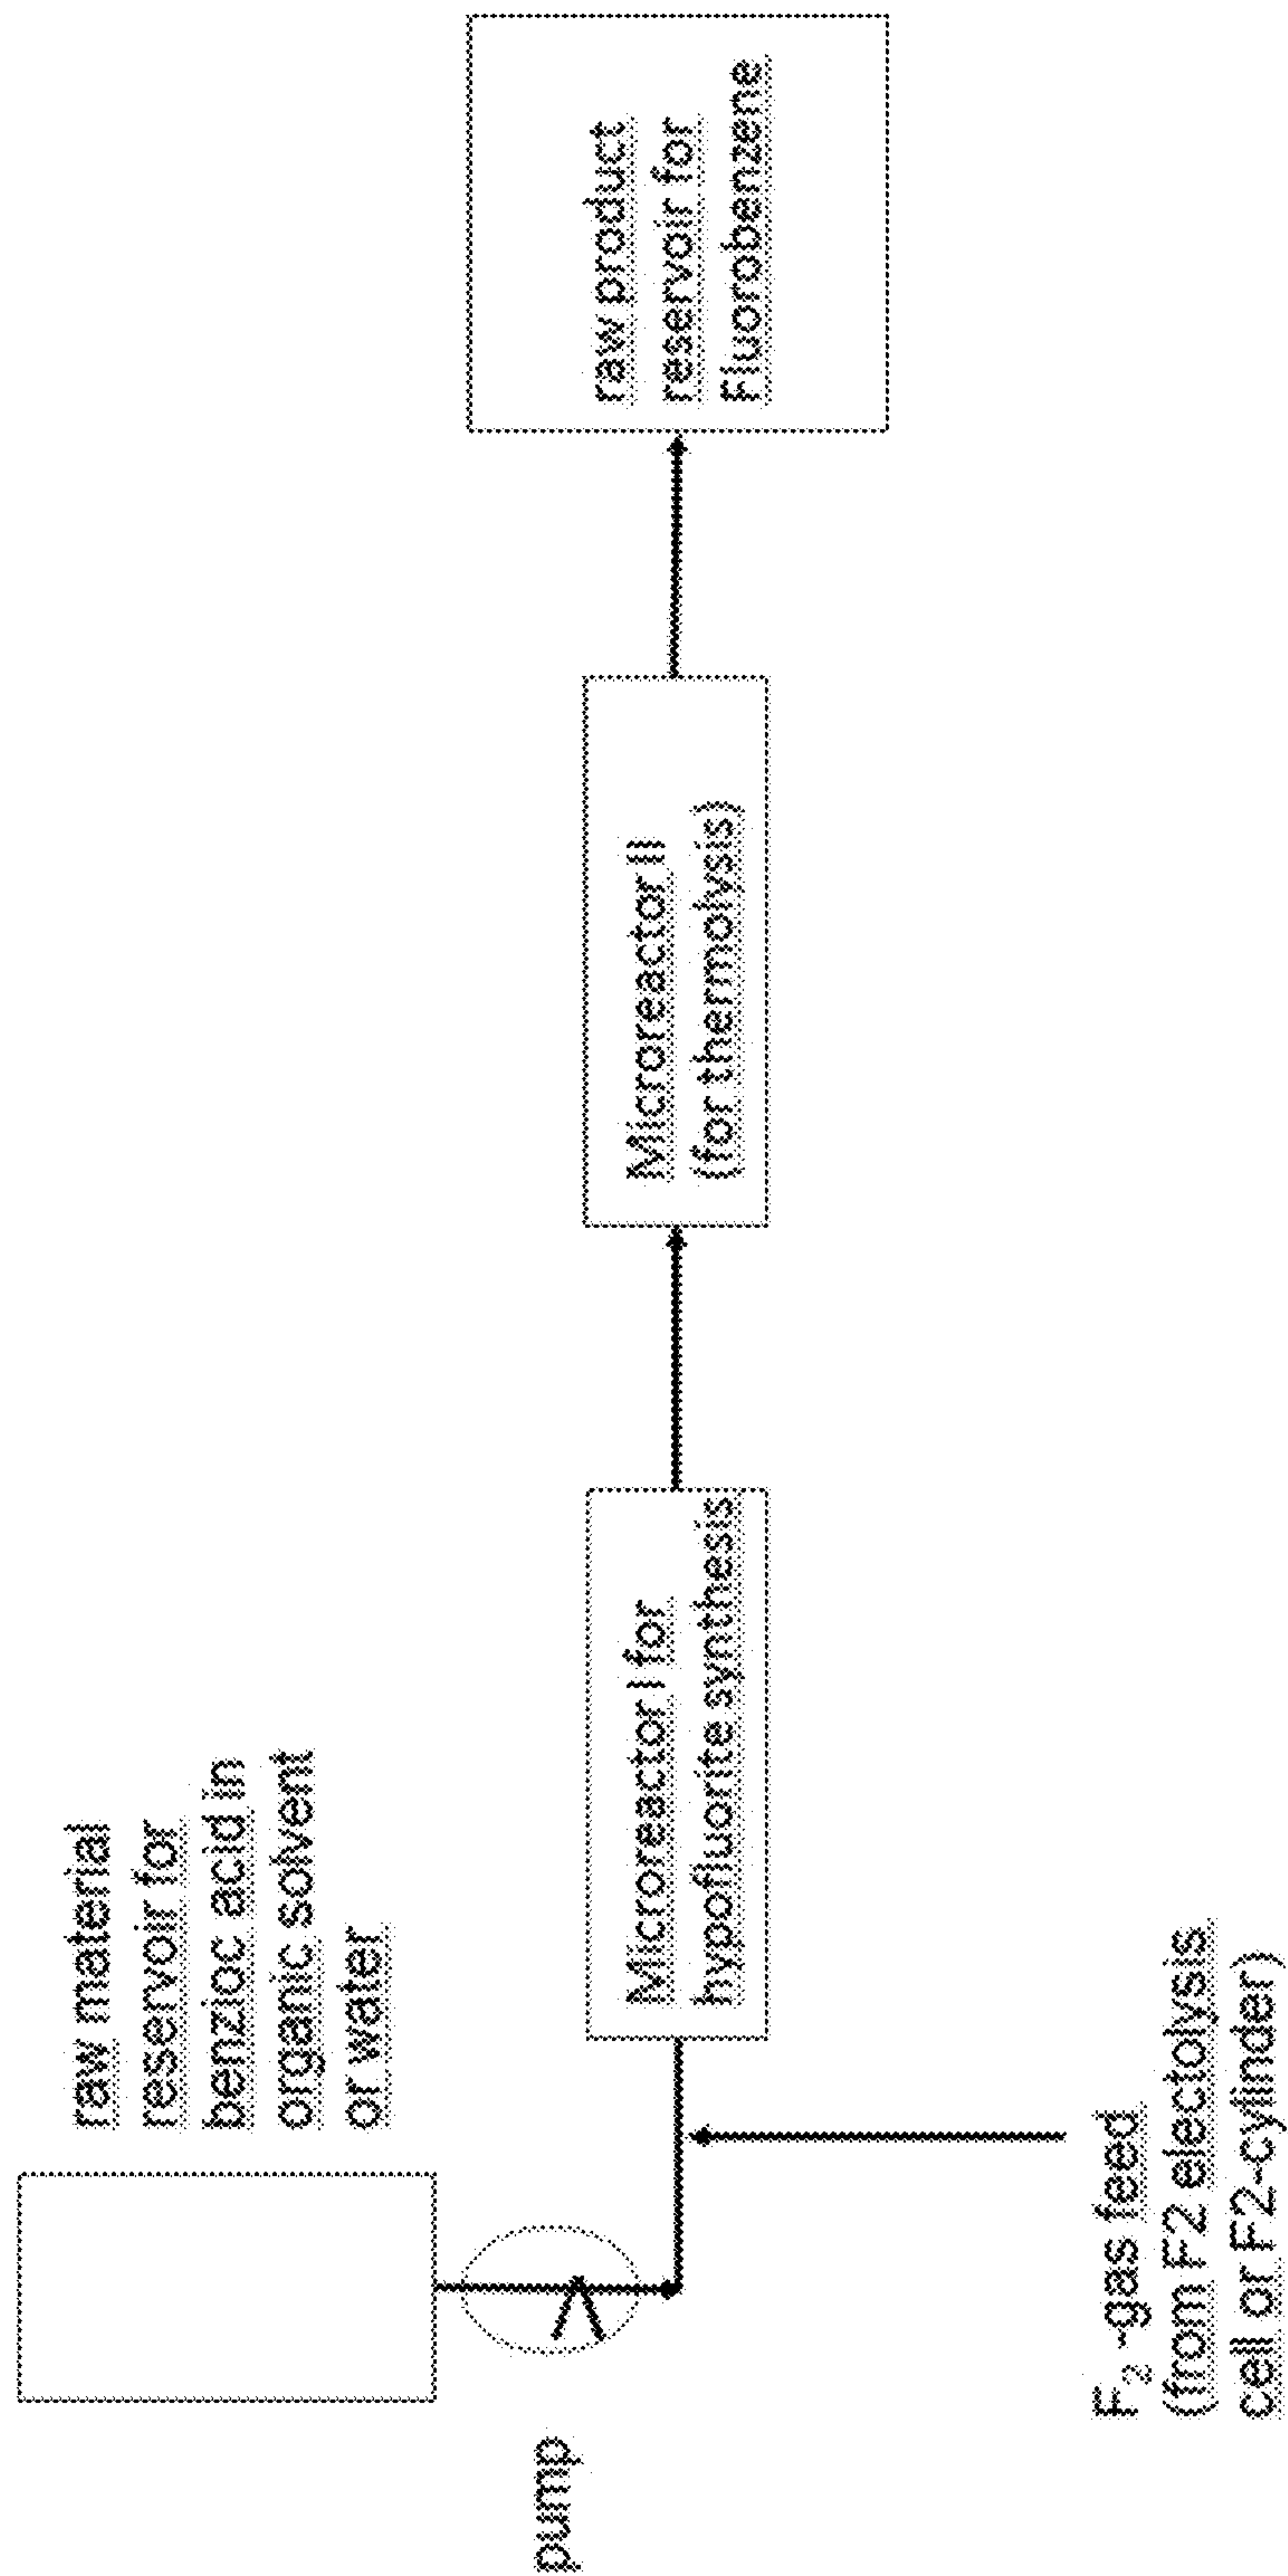 raw material
reservoir for
benzioc acid in
organic solvent
or water
pump
F₂ -gas feed
(from F2 electolysis
cell or F2-cylinder)
Microreactor I for
hypofluorite synthesis
Microreactor II
(for thermolysis)
raw product
reservoir for
Fluorobenzene